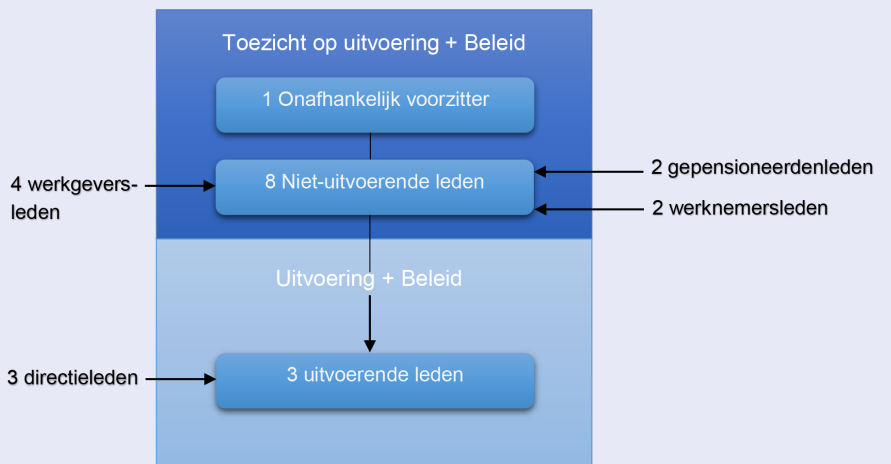 Toezicht op uitvoering + Beleid
1 Onafhankelijk voorzitter
4 werkgevers-
leden
8 Niet-uitvoerende leden
2 gepensioneerdenleden
2 werknemersleden
Uitvoering + Beleid
3 directieleden
3 uitvoerende leden